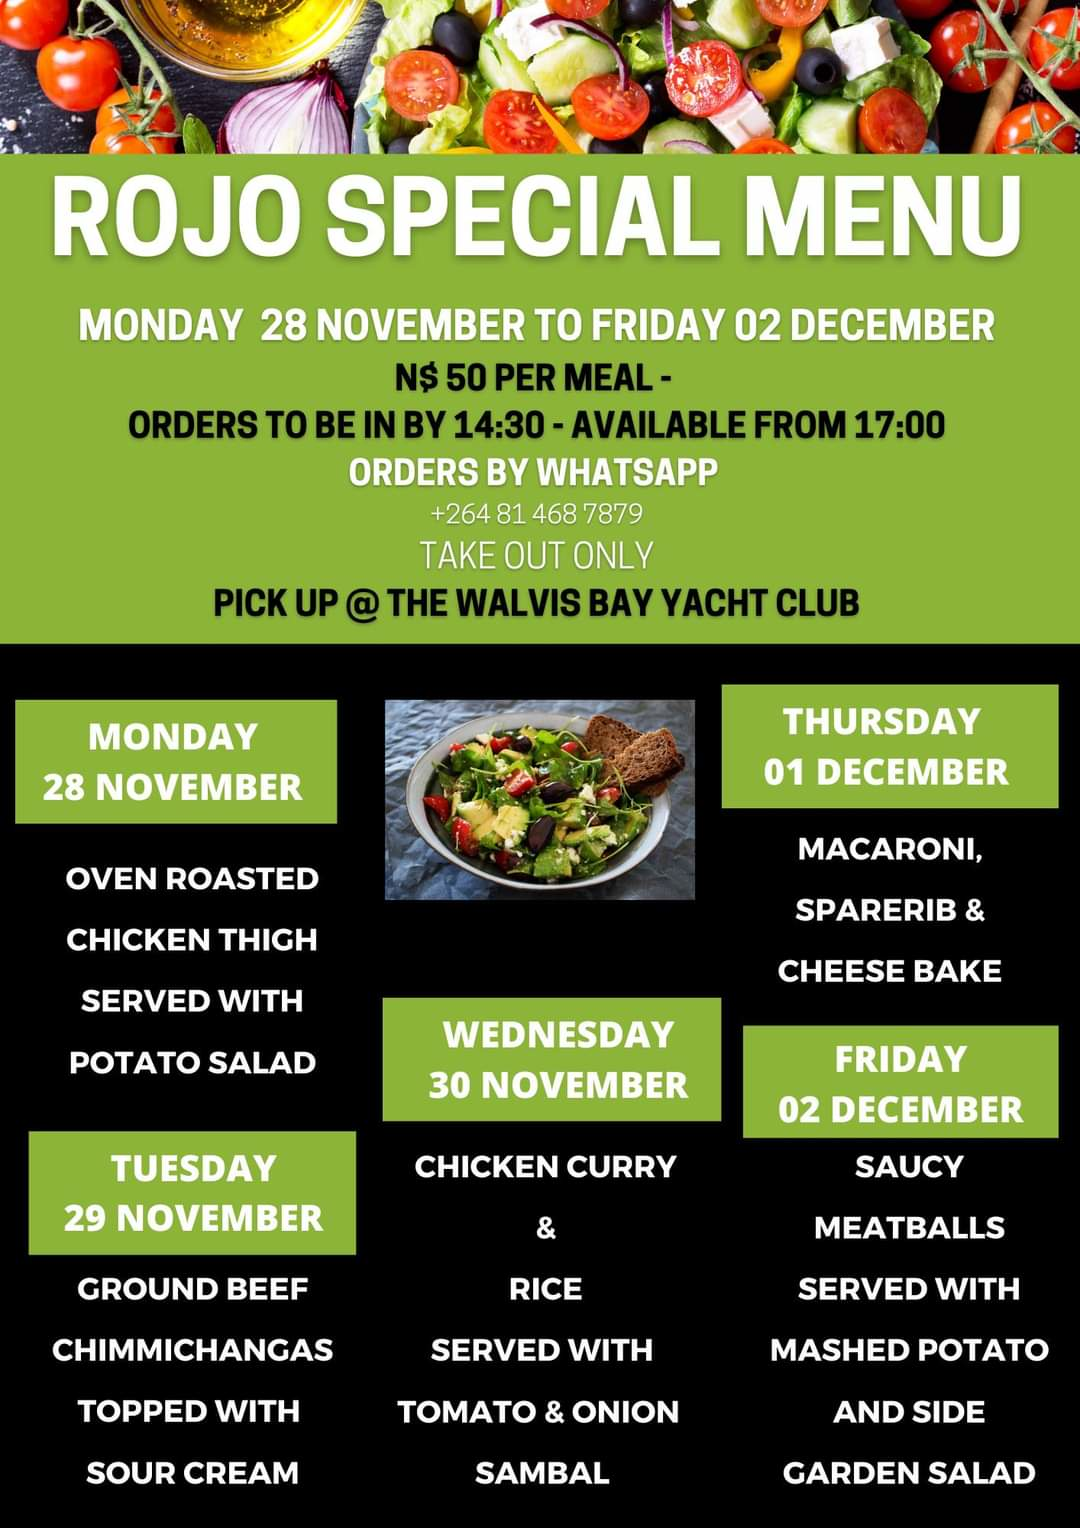 ROJO SPECIAL MENU
MONDAY 28 NOVEMBER TO FRIDAY 02 DECEMBER
N$ 50 PER MEAL -
ORDERS TO BE IN BY 14:30 - AVAILABLE FROM 17:00
ORDERS BY WHATSAPP
+264 81 468 7879
TAKE OUT ONLY
PICK UP @ THE WALVIS BAY YACHT CLUB
MONDAY
28 NOVEMBER
OVEN ROASTED
CHICKEN THIGH
SERVED WITH
POTATO SALAD
TUESDAY
29 NOVEMBER
GROUND BEEF
CHIMMICHANGAS
TOPPED WITH
SOUR CREAM
WEDNESDAY
30 NOVEMBER
CHICKEN CURRY
&
RICE
SERVED WITH
TOMATO & ONION
SAMBAL
THURSDAY
01 DECEMBER
MACARONI,
SPARERIB &
CHEESE BAKE
FRIDAY
02 DECEMBER
SAUCY
MEATBALLS
SERVED WITH
MASHED POTATO
AND SIDE
GARDEN SALAD